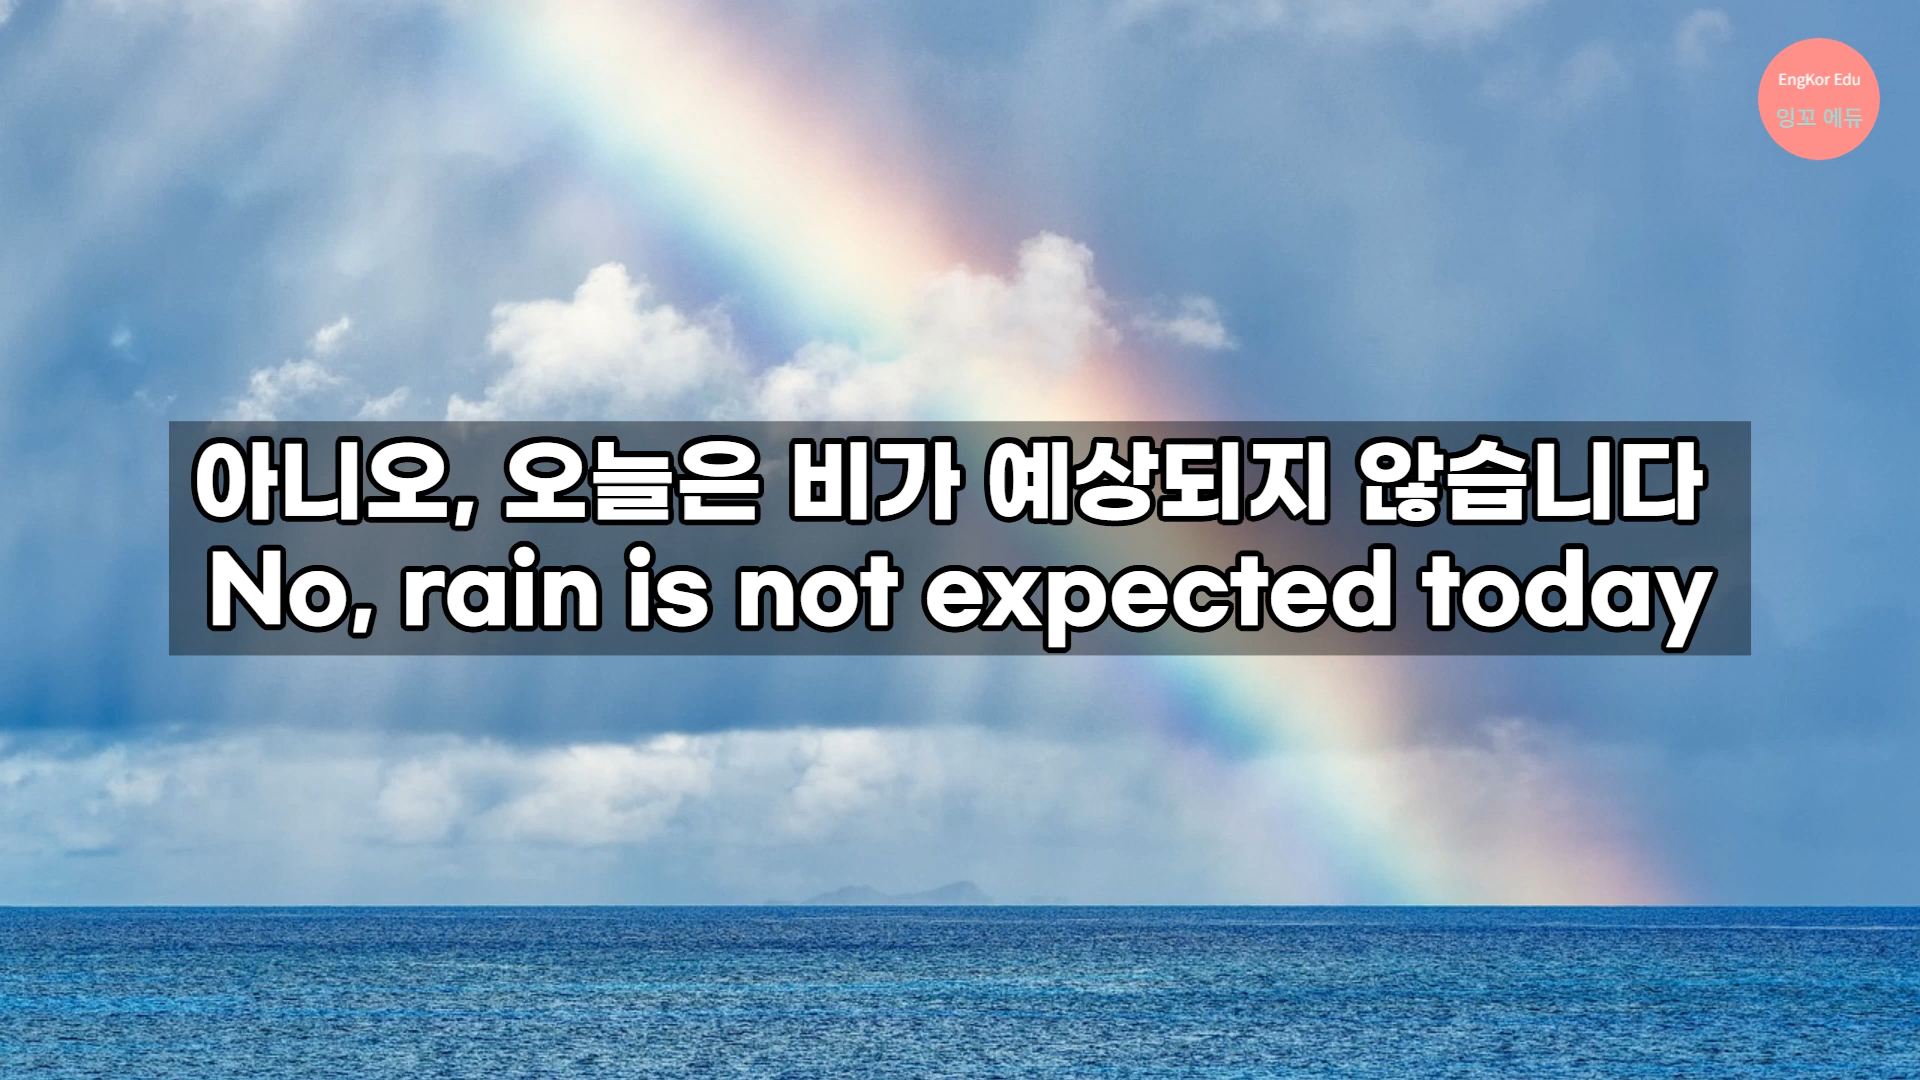 EngKor Edu
잉꼬 에듀
아니오, 오늘은 비가 예상되지 않습니다
No, rain is not expected today